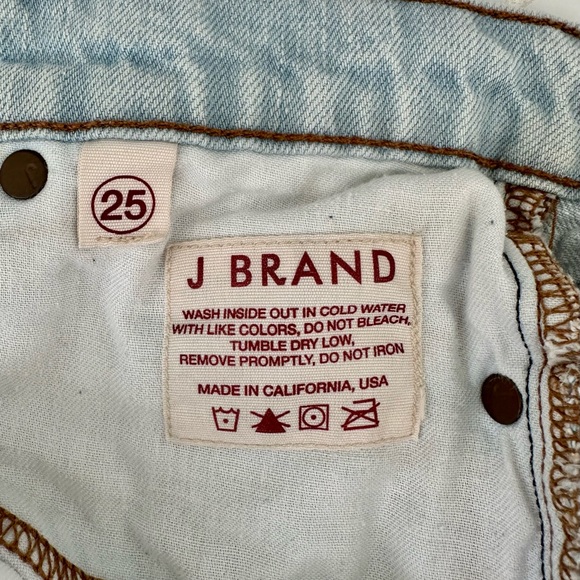 25
J BRAND
WASH INSIDE OUT IN COLD WATER
WITH LIKE COLORS, DO NOT BLEACH,
TUMBLE DRY LOW,
REMOVE PROMPTLY, DO NOT IRON
MADE IN CALIFORNIA, USA